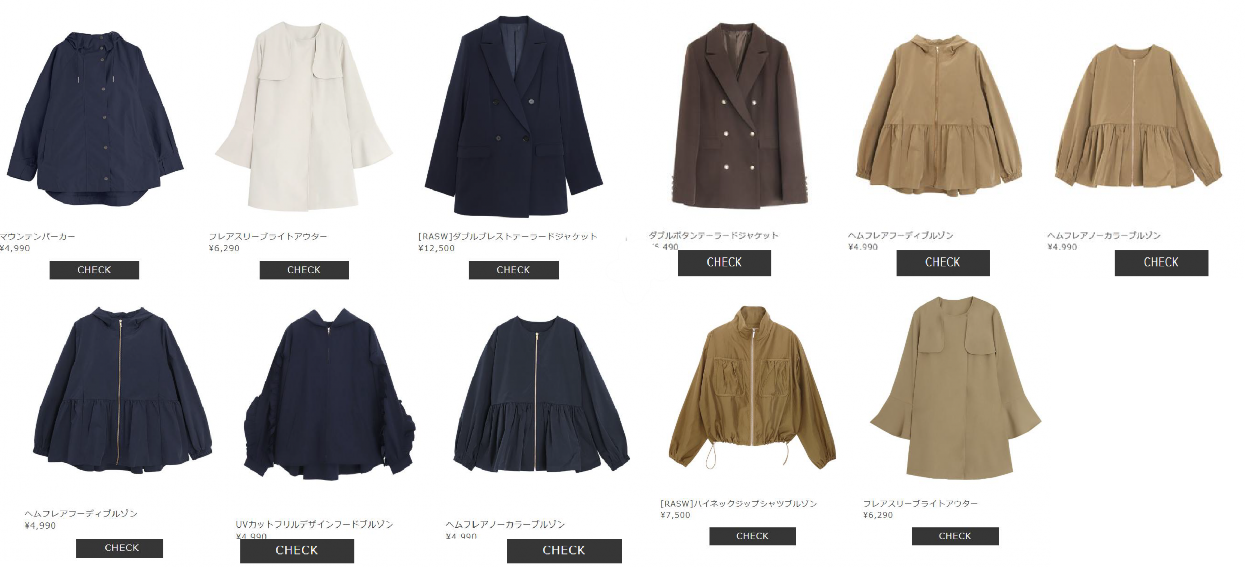 マウンテンパーカー
¥4,990
CHECK
フレアスリーブライトアウター
¥6,290
CHECK
[RASW]ダブルブレストテーラードジャケット
¥12,500
CHECK
ダブルボタンテーラードジャケット
¥6,490
CHECK
ヘムフレアフーディブルゾン
¥4,990
CHECK
ヘムフレアノーカラーブルゾン
¥4,990
CHECK
ヘムフレアフーディブルゾン
¥4,990
CHECK
UVカットフリルデザインフードブルゾン
¥4,990
CHECK
ヘムフレアノーカラーブルゾン
¥4,990
CHECK
[RASW]ハイネックジップシャツブルゾン
¥7,500
CHECK
フレアスリーブライトアウター
¥6,290
CHECK